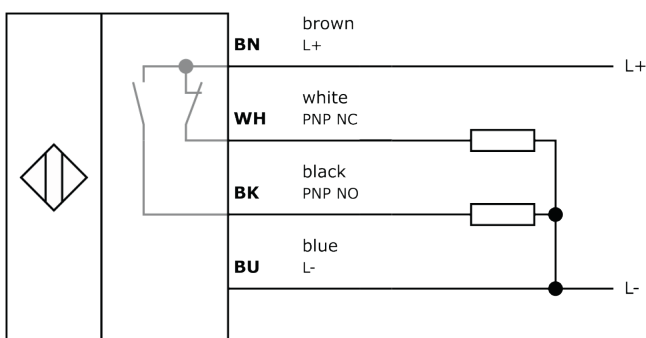 brown
BN L+
L+
white
WH PNP NC
black
BK PNP NO
blue
BU L-
L-